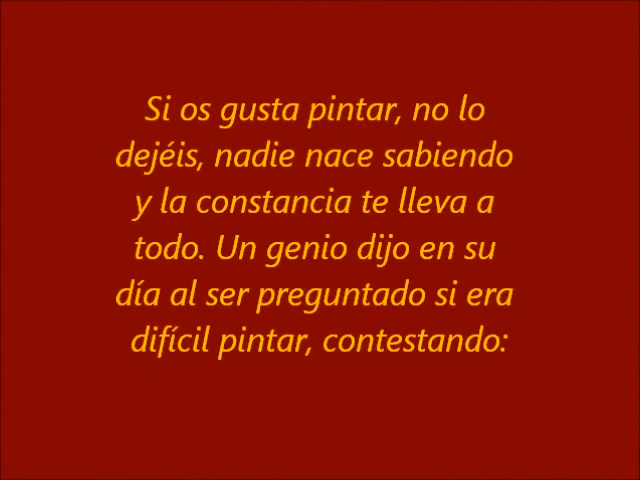 Si os gusta pintar, no lo
dejéis, nadie nace sabiendo
y la constancia te lleva a
todo. Un genio dijo en su
día al ser preguntado si era
difícil pintar, contestando: